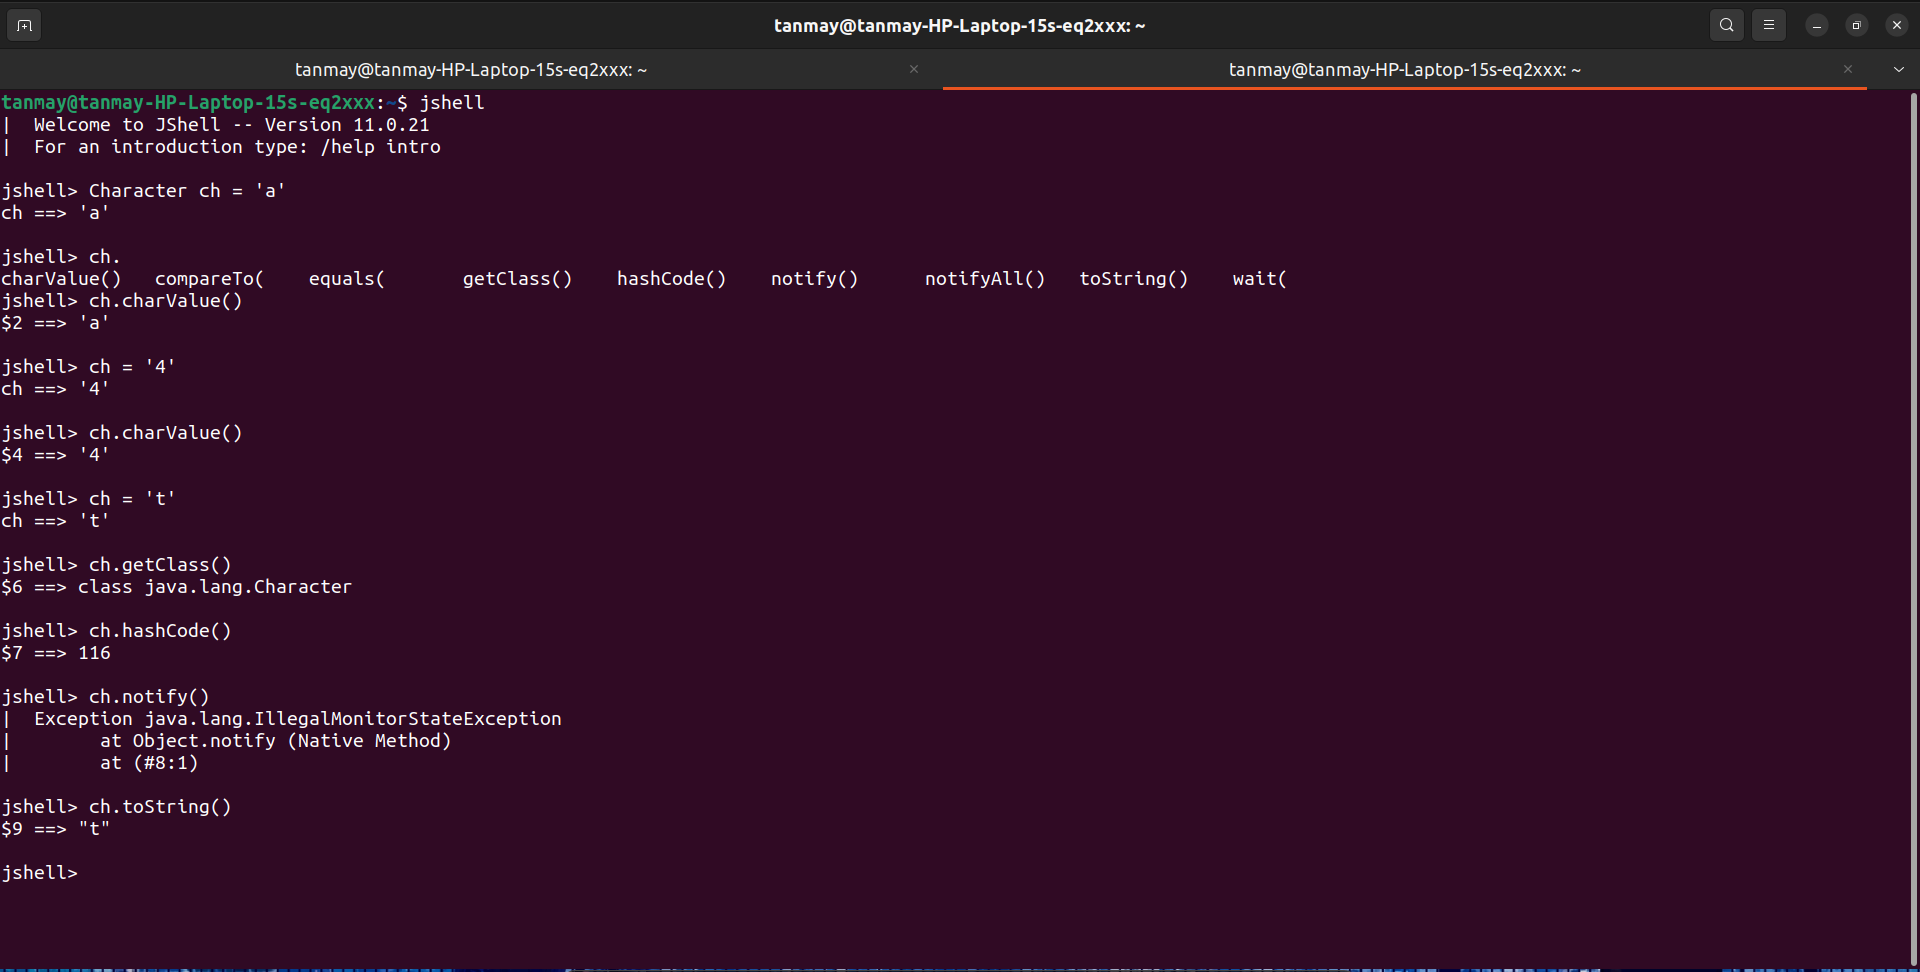 tanmay@tanmay-HP-Laptop-15s-eq2xxx: ~
tanmay@tanmay-HP-Laptop-15s-eq2xxx: ~ tanmay@tanmay-HP-Laptop-15s-eq2xxx: ~
tanmay@tanmay-HP-Laptop-15s-eq2xxx:~$ jshell
|  Welcome to JShell -- Version 11.0.21
|  For an introduction type: /help intro
jshell> Character ch = 'a'
ch ==> 'a'
jshell> ch.
charValue()   compareTo(    equals(       getClass()    hashCode()    notify()      notifyAll()   toString()    wait(
jshell> ch.charValue()
$2 ==> 'a'
jshell> ch = '4'
ch ==> '4'
jshell> ch.charValue()
$4 ==> '4'
jshell> ch = 't'
ch ==> 't'
jshell> ch.getClass()
$6 ==> class java.lang.Character
jshell> ch.hashCode()
$7 ==> 116
jshell> ch.notify()
|  Exception java.lang.IllegalMonitorStateException
|        at Object.notify (Native Method)
|        at (#8:1)
jshell> ch.toString()
$9 ==> "t"
jshell>